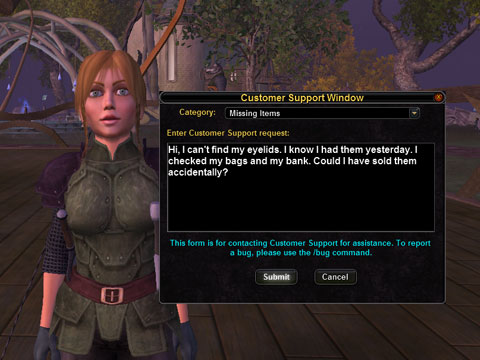 Customer Support Window
Category: Missing Items
Enter Customer Support request:
Hi, I can't find my eyelids. I know I had them yesterday. I
checked my bags and my bank. Could I have sold them
accidentally?
This form is for contacting Customer Support for assistance. To report
a bug, please use the /bug command.
Submit Cancel